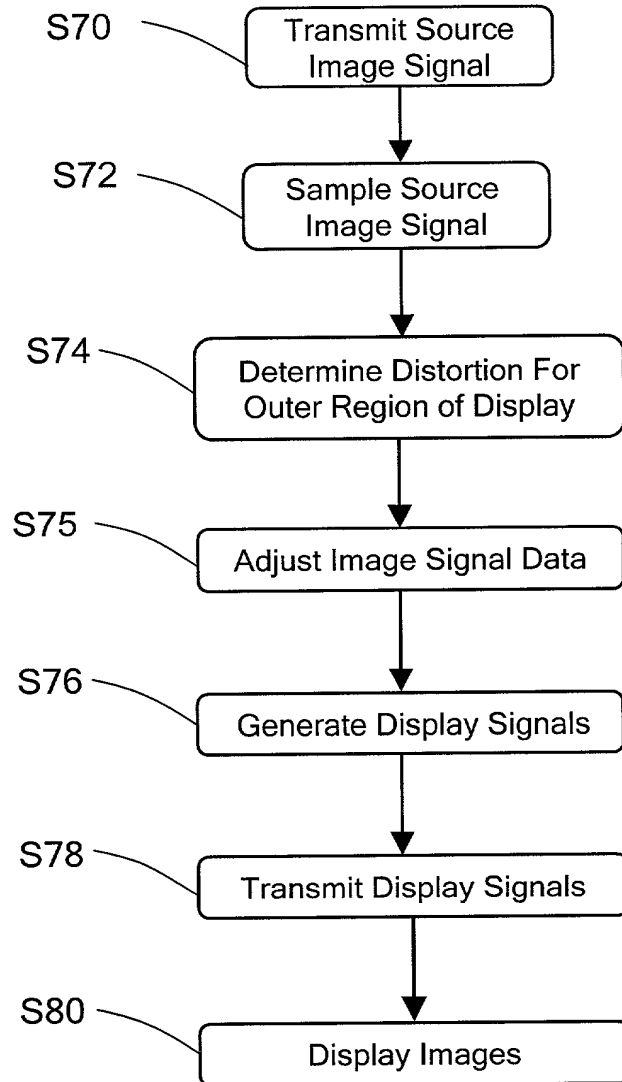 S70
Transmit Source
Image Signal
S72
Sample Source
Image Signal
S74
Determine Distortion For
Outer Region of Display
S75
Adjust Image Signal Data
S76
Generate Display Signals
S78
Transmit Display Signals
S80
Display Images